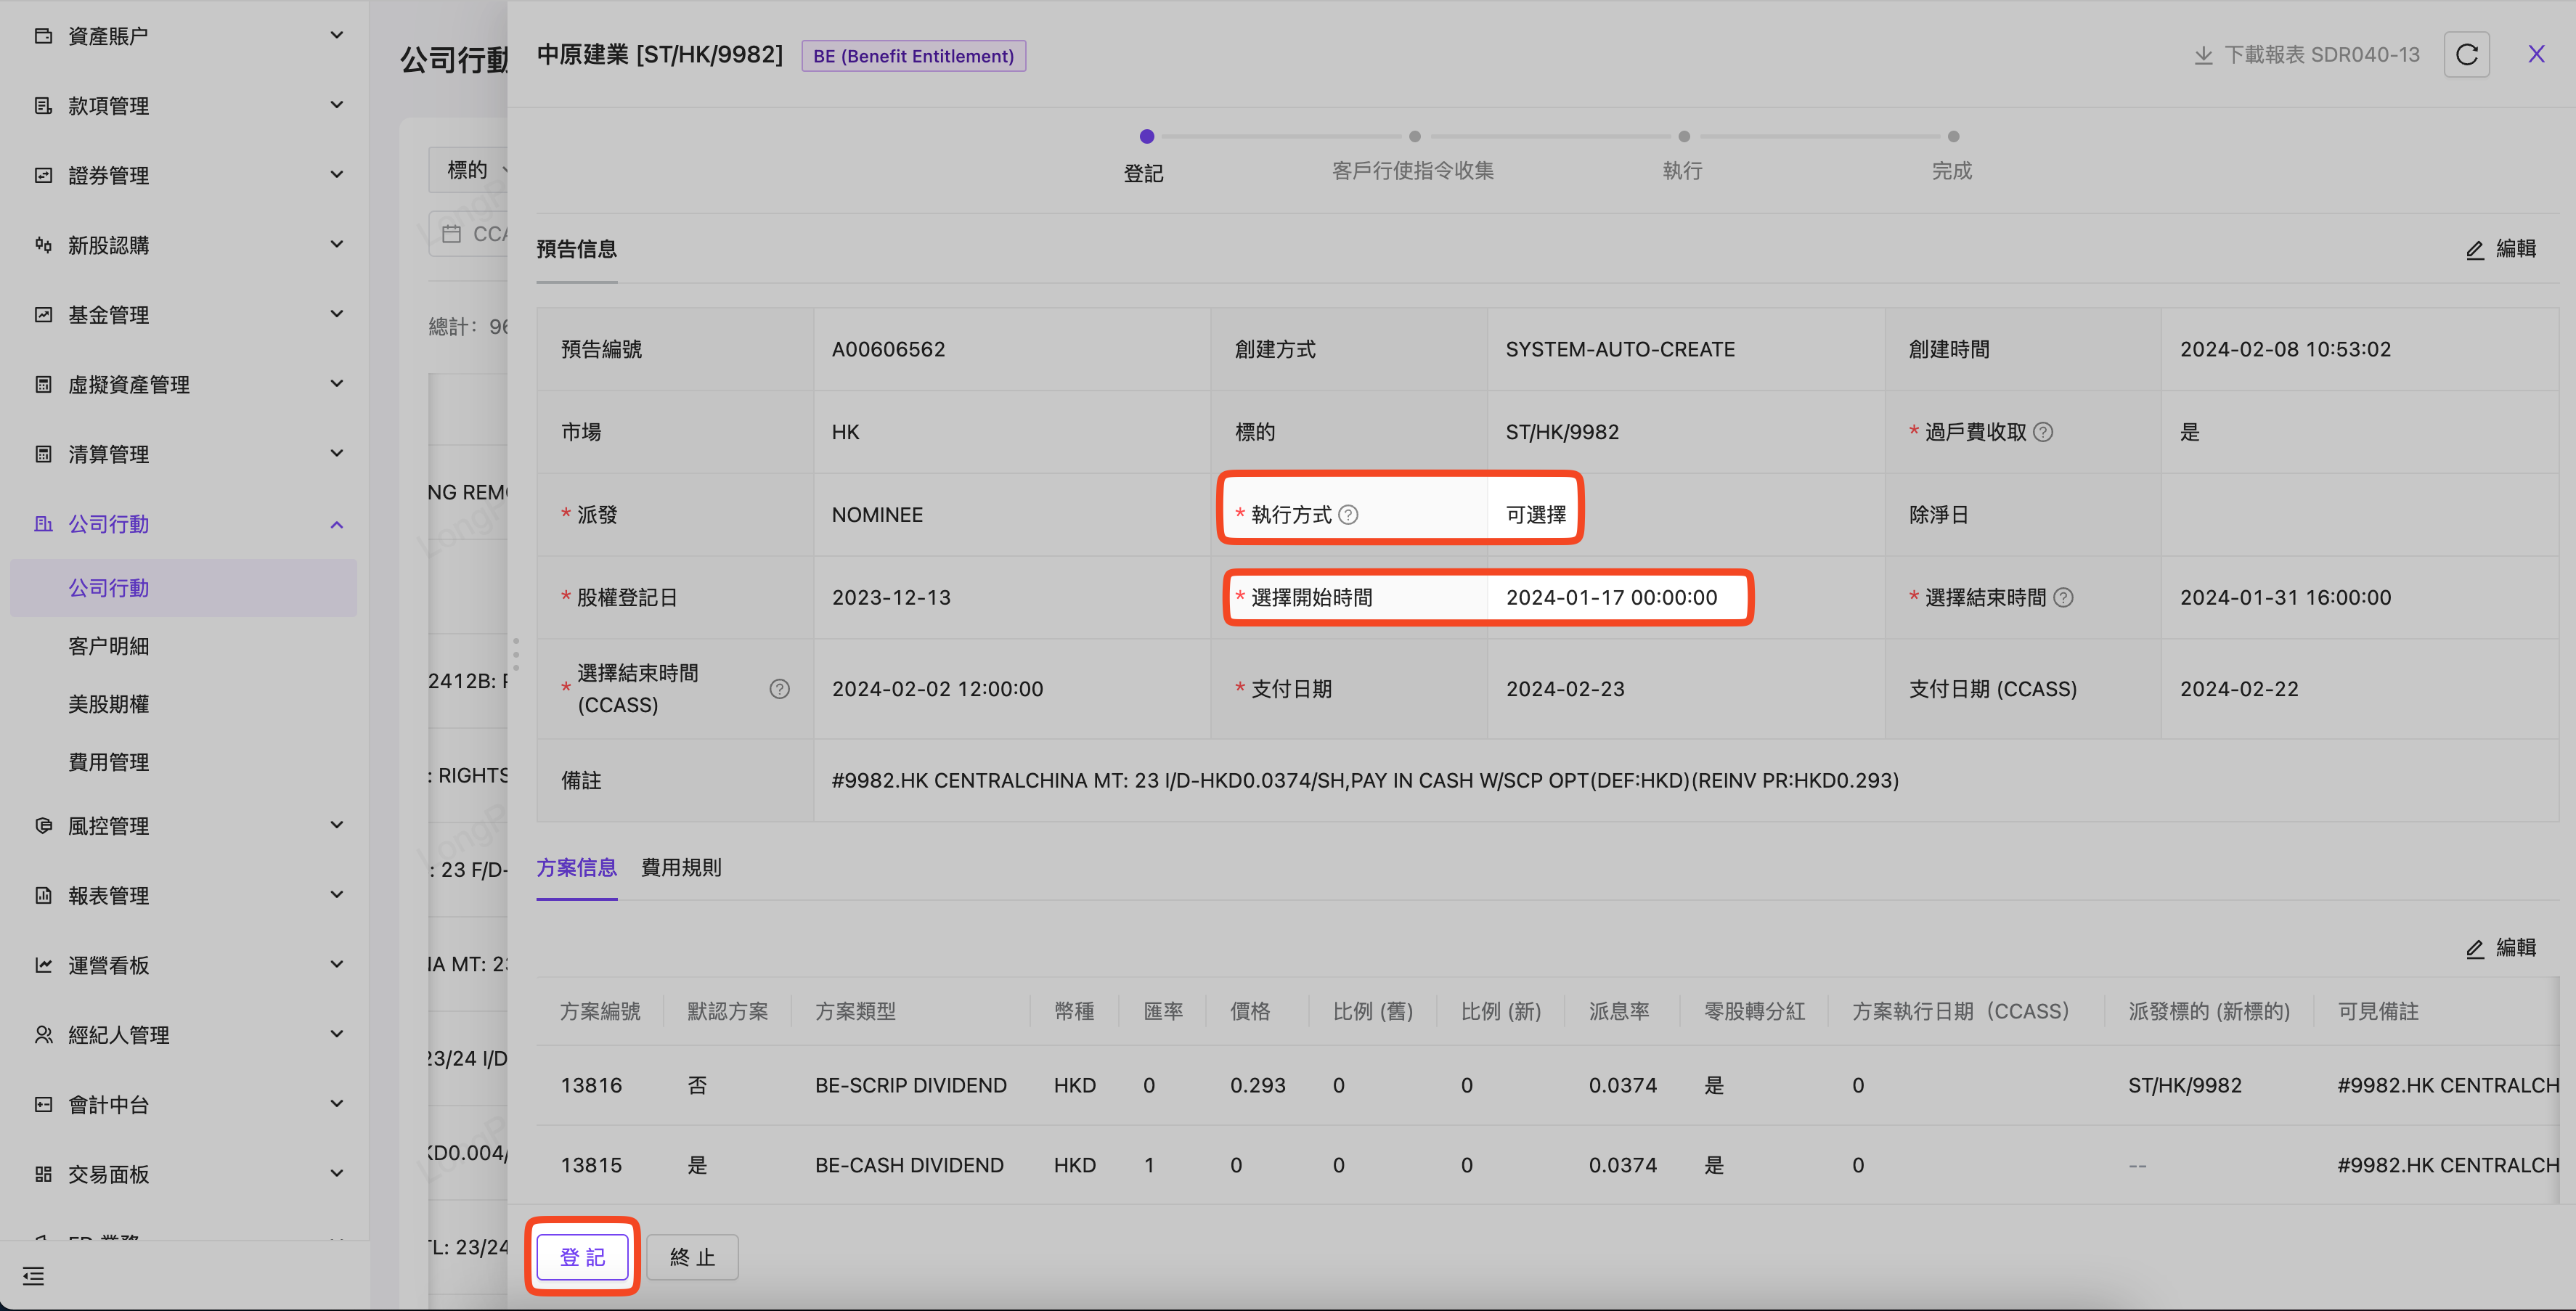 資產賬户
款項管理
證券管理
新股認購
基金管理
虛擬資產管理
清算管理
公司行動
公司行動
客户明細
美股期權
費用管理
風控管理
報表管理
運營看板
經紀人管理
會計中台
交易面板
公司行動
標的
CCA
總計: 96
NG REM
2412B: F
: RIGHTS
: 23 F/D-
IA MT: 23
23/24 I/D
KD0.004/
TL: 23/24
中原建業 [ST/HK/9982] BE (Benefit Entitlement)
下載報表 SDR040-13
登記 客戶行使指令收集 執行 完成
預告信息 編輯
預告編號 A00606562 創建方式 SYSTEM-AUTO-CREATE 創建時間 2024-02-08 10:53:02
市場 HK 標的 ST/HK/9982 * 過戶費收取 是
* 派發 NOMINEE * 執行方式 可選擇 除淨日
* 股權登記日 2023-12-13 * 選擇開始時間 2024-01-17 00:00:00 * 選擇結束時間 2024-01-31 16:00:00
* 選擇結束時間 (CCASS) 2024-02-02 12:00:00 * 支付日期 2024-02-23 支付日期 (CCASS) 2024-02-22
備註 #9982.HK CENTRALCHINA MT: 23 I/D-HKD0.0374/SH,PAY IN CASH W/SCP OPT(DEF:HKD)(REINV PR:HKD0.293)
方案信息 費用規則
編輯
方案編號 默認方案 方案類型 幣種 匯率 價格 比例 (舊) 比例 (新) 派息率 零股轉分紅 方案執行日期（CCASS） 派發標的 (新標的) 可見備註
13816 否 BE-SCRIP DIVIDEND HKD 0 0.293 0 0 0.0374 是 0 ST/HK/9982 #9982.HK CENTRALCH
13815 是 BE-CASH DIVIDEND HKD 1 0 0 0 0.0374 是 0 -- #9982.HK CENTRALCH
登 記 終 止